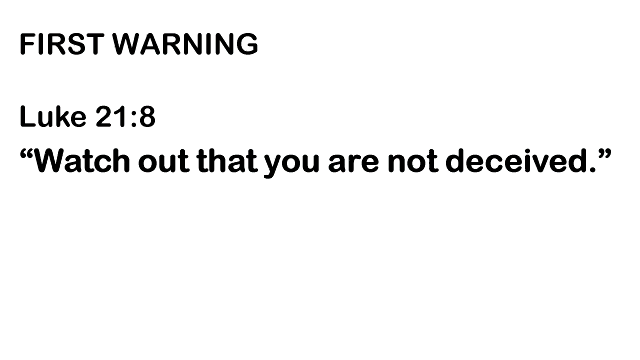 FIRST WARNING
Luke 21:8
“Watch out that you are not deceived.”